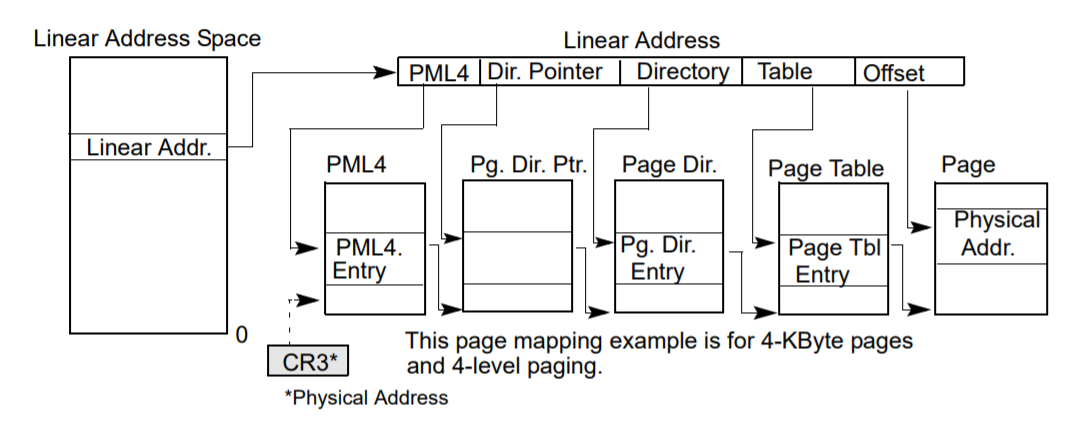 Linear Address Space
Linear Address
PML4 Dir. Pointer Directory Table Offset
Linear Addr.
PML4
Pg. Dir. Ptr.
Page Dir.
Page Table
Page
PML4.
Entry
Pg. Dir.
Entry
Page Tbl
Entry
Physical
Addr.
0
CR3*
*Physical Address
This page mapping example is for 4-KByte pages
and 4-level paging.